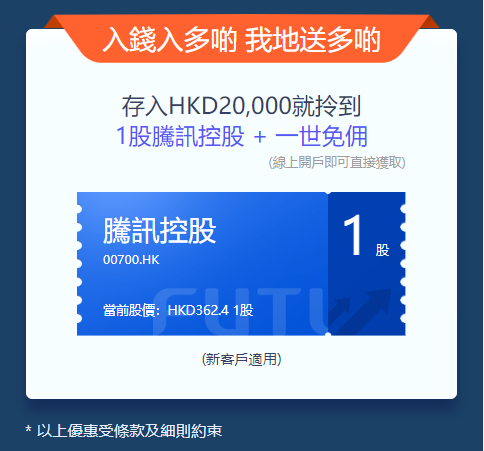 入錢入多啲 我地送多啲
存入HKD20,000就拎到
1股騰訊控股 + 一世免佣
(線上開戶即可直接獲取)
騰訊控股
00700.HK
1 股
當前股價：HKD362.4 1股
FUTU
(新客戶適用)
* 以上優惠受條款及細則約束